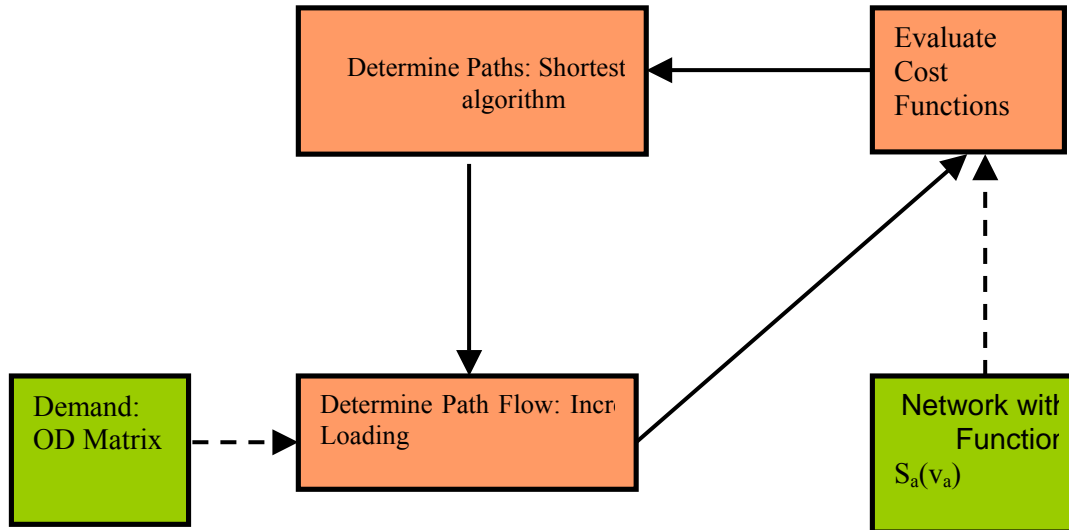 Determine Paths: Shortest
algorithm
Evaluate
Cost
Functions
Demand:
OD Matrix
Determine Path Flow: Incr
Loading
Network with
Function
Sₐ(vₐ)